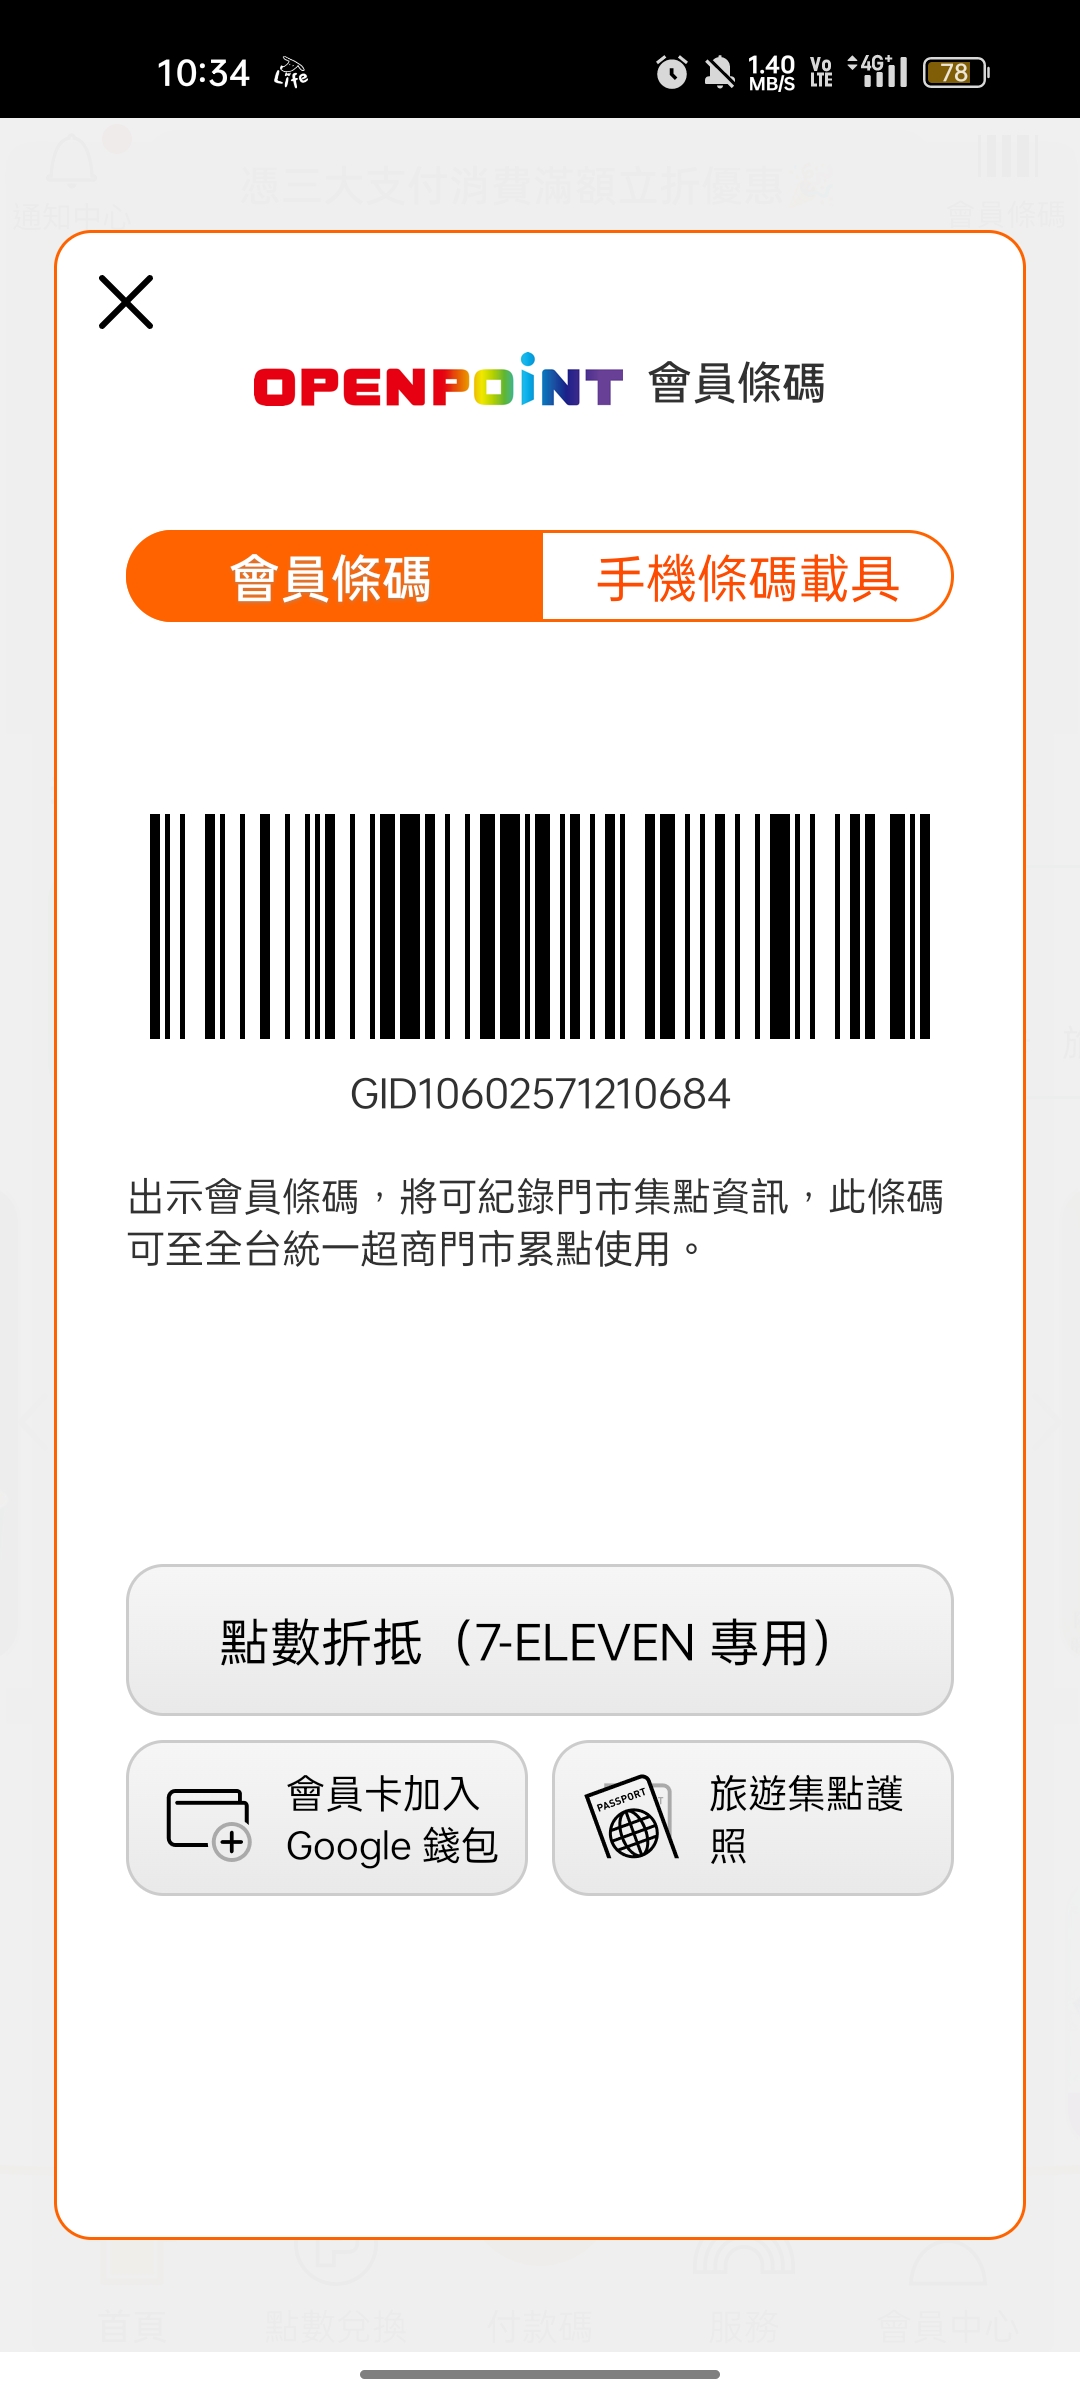 10:34
Life
1.40 MB/S
Vo LTE
4G+
78
憑三大支付消費滿額立折優惠
通知中心
會員條碼
OPENPOINT 會員條碼
會員條碼
手機條碼載具
GID10602571210684
出示會員條碼，將可紀錄門市集點資訊，此條碼
可至全台統一超商門市累點使用。
點數折抵（7-ELEVEN 專用）
會員卡加入
Google 錢包
PASSPORT
旅遊集點護
照
首頁
點數兌換
付款碼
服務
會員中心